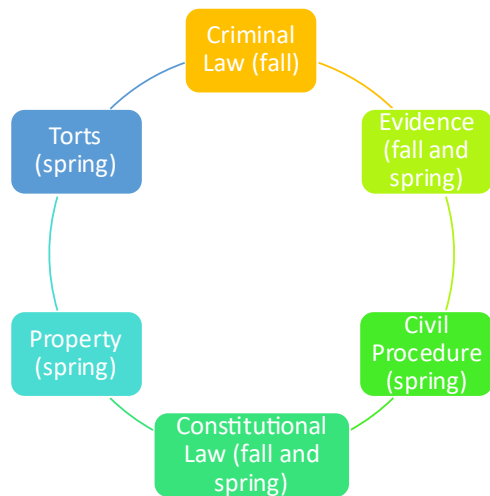 Criminal
Law (fall)
Evidence
(fall and
spring)
Civil
Procedure
(spring)
Constitutional
Law (fall and
spring)
Property
(spring)
Torts
(spring)